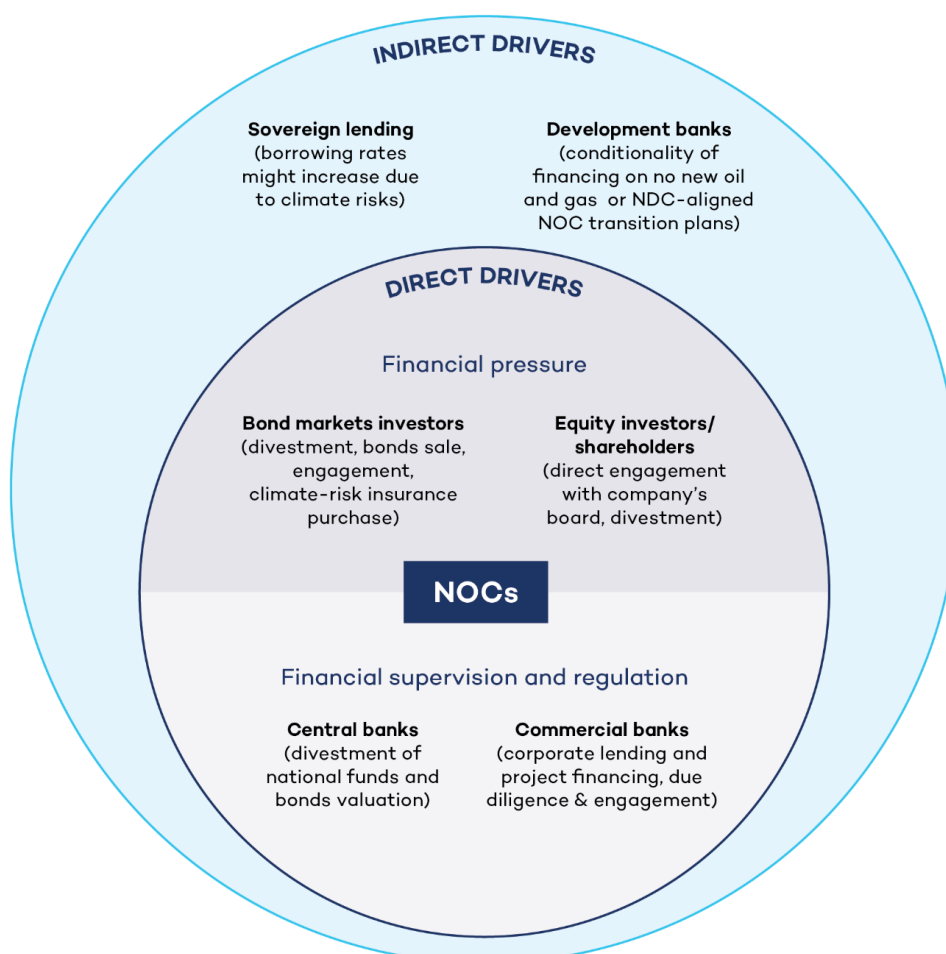 INDIRECT DRIVERS
Sovereign lending
(borrowing rates
might increase due
to climate risks)
Development banks
(conditionality of
financing on no new oil
and gas or NDC-aligned
NOC transition plans)
DIRECT DRIVERS
Financial pressure
Bond markets investors
(divestment, bonds sale,
engagement,
climate-risk insurance
purchase)
Equity investors/
shareholders
(direct engagement
with company's
board, divestment)
NOCs
Financial supervision and regulation
Central banks
(divestment of
national funds and
bonds valuation)
Commercial banks
(corporate lending and
project financing, due
diligence & engagement)